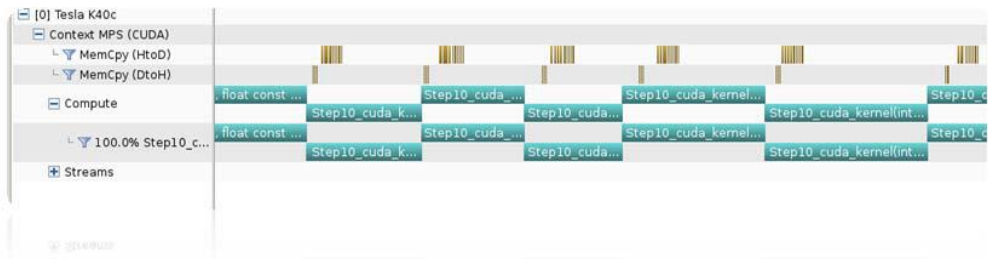 [0] Tesla K40c
Context MPS (CUDA)
MemCpy (HtoD)
MemCpy (DtoH)
, float const ... Step10_cuda_... Step10_cuda_kernel... Step10_c
Compute
Step10_cuda_k... Step10_cuda... Step10_cuda_kernel(int...
, float const ... Step10_cuda_... Step10_cuda_kernel... Step10_c
100.0% Step10_c...
Step10_cuda_k... Step10_cuda... Step10_cuda_kernel(int...
Streams